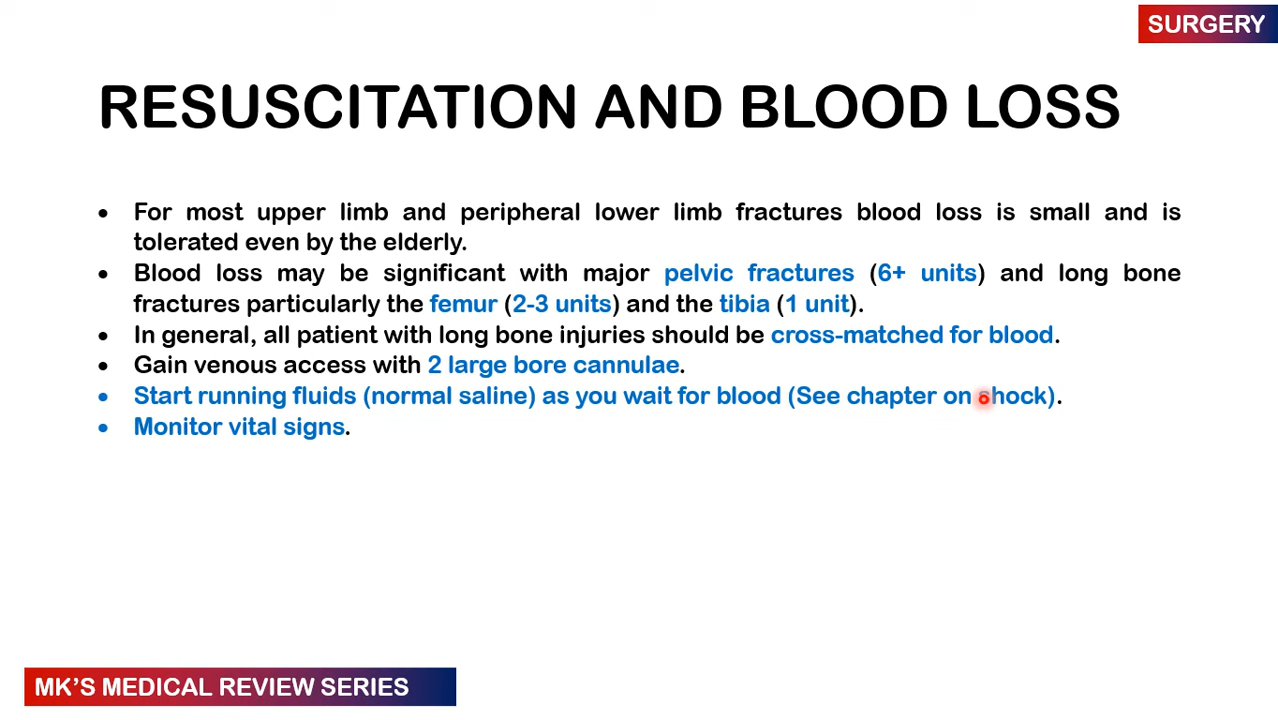 SURGERY
RESUSCITATION AND BLOOD LOSS
• For most upper limb and peripheral lower limb fractures blood loss is small and is
tolerated even by the elderly.
• Blood loss may be significant with major pelvic fractures (6+ units) and long bone
fractures particularly the femur (2-3 units) and the tibia (1 unit).
• In general, all patient with long bone injuries should be cross-matched for blood.
• Gain venous access with 2 large bore cannulae.
• Start running fluids (normal saline) as you wait for blood (See chapter on shock).
• Monitor vital signs.
MK’S MEDICAL REVIEW SERIES